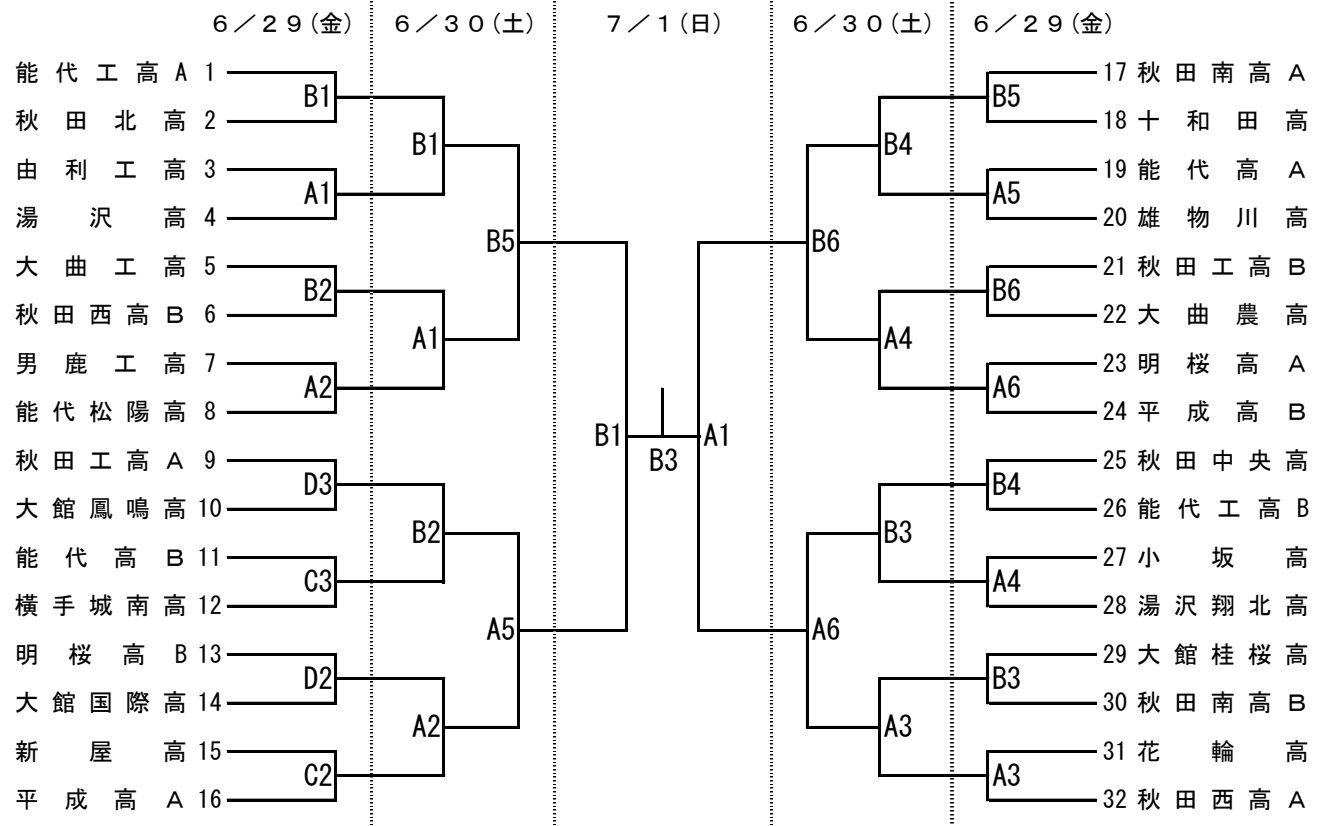 6／29(金) 6／30(土) 7／1(日) 6／30(土) 6／29(金)
能代工高A 1
B1
秋田北高 2
B1
由利工高 3
A1
湯沢高 4
B5
大曲工高 5
B2
秋田西高B 6
A1
男鹿工高 7
A2
能代松陽高 8
B1
秋田工高A 9
D3
大館鳳鳴高 10
B2
能代高B 11
C3
横手城南高 12
A5
明桜高B 13
D2
大館国際高 14
A2
新屋高 15
C2
平成高A 16
B3
A1
17 秋田南高A
B5
18 十和田高
B4
19 能代高A
A5
20 雄物川高
B6
21 秋田工高B
B6
22 大曲農高
A4
23 明桜高A
A6
24 平成高B
25 秋田中央高
B4
26 能代工高B
B3
27 小坂高
A4
28 湯沢翔北高
A6
29 大館桂桜高
B3
30 秋田南高B
A3
31 花輪高
A3
32 秋田西高A